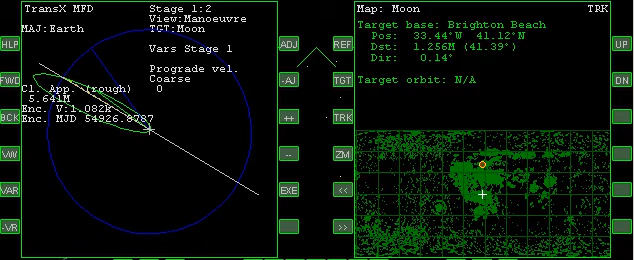 TransX MFD
Stage 1:2
View:Manoeuvre
MAJ:Earth
TGT:Moon
Vars Stage 1
Prograde vel.
Cl. App. (rough)
Coarse
5.641M
0
Enc. V:1.082k
Enc. MJD 54926.8787
HLP
FWD
BCK
VW
VAR
-VR
ADJ
-AJ
++
--
EXE
REF
TGT
TRK
ZM
<<
>>
Map: Moon
TRK
Target base: Brighton Beach
Pos: 33.44°W 41.12°N
Dst: 1.256M (41.39°)
Dir: 0.14°
Target orbit: N/A
UP
DN